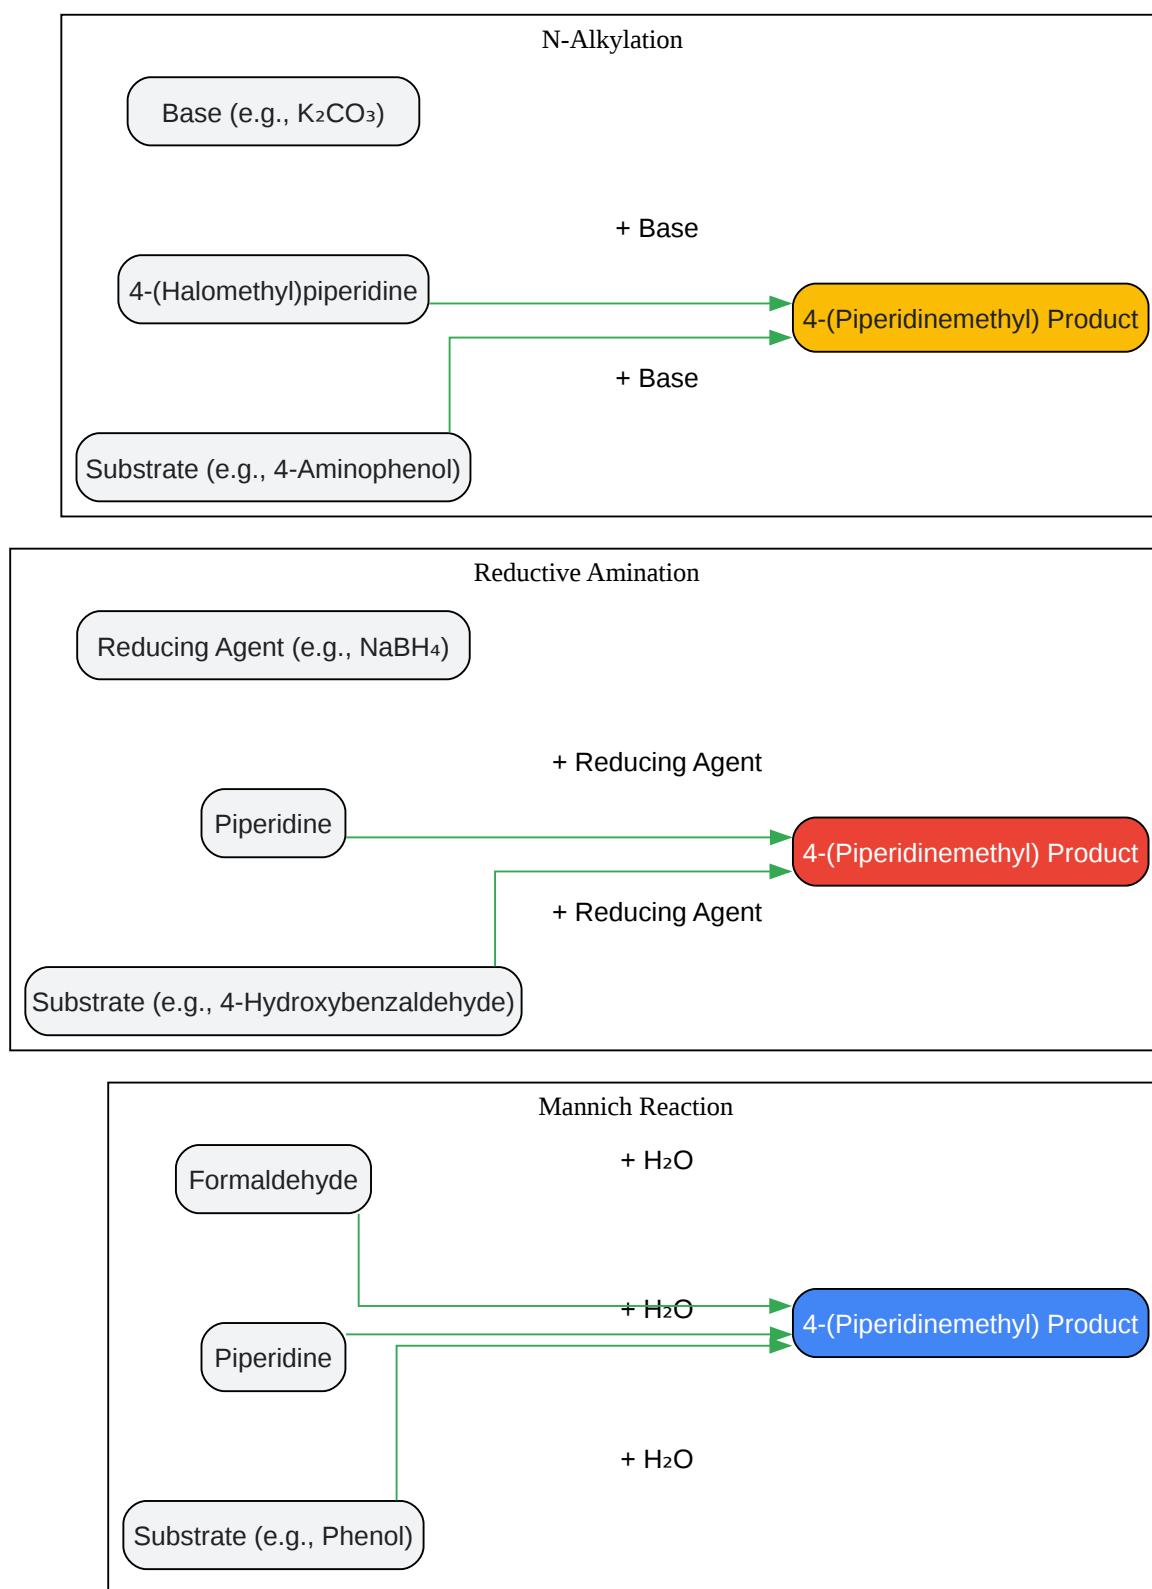 N-Alkylation
Base (e.g., K₂CO₃)
+ Base
4-(Halomethyl)piperidine
4-(Piperidinemethyl) Product
+ Base
Substrate (e.g., 4-Aminophenol)
Reductive Amination
Reducing Agent (e.g., NaBH₄)
+ Reducing Agent
Piperidine
4-(Piperidinemethyl) Product
+ Reducing Agent
Substrate (e.g., 4-Hydroxybenzaldehyde)
Mannich Reaction
+ H₂O
Formaldehyde
+ H₂O
4-(Piperidinemethyl) Product
Piperidine
+ H₂O
Substrate (e.g., Phenol)